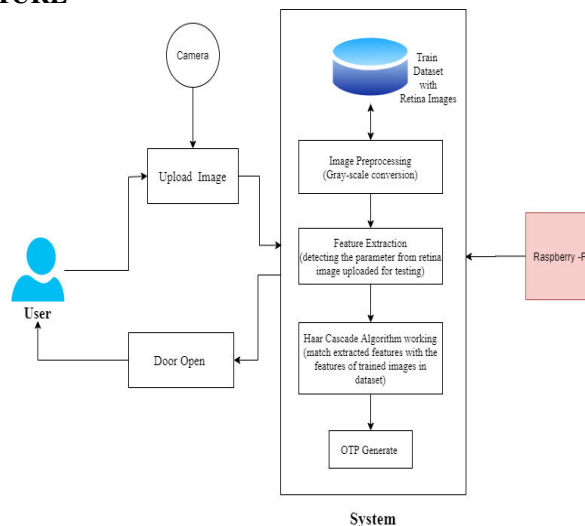 Camera
Train
Dataset
with
Retina Images
Upload Image
Image Preprocessing
(Gray-scale conversion)
Feature Extraction
(detecting the parameter from retina
image uploaded for testing)
Raspberry -P
User
Door Open
Haar Cascade Algorithm working
(match extracted features with the
features of trained images in
dataset)
OTP Generate
System